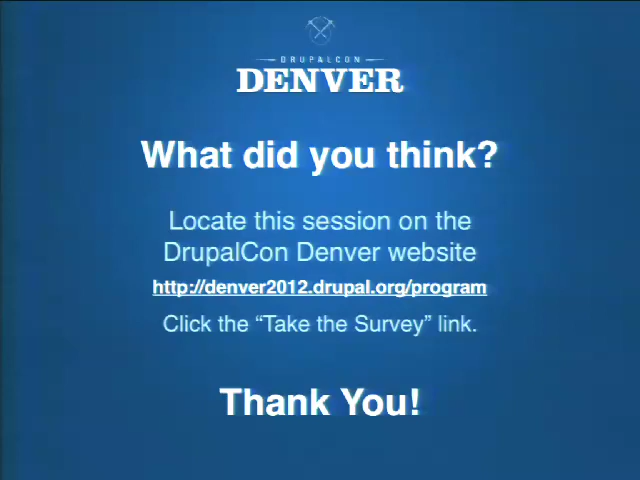 DRUPALCON
DENVER
What did you think?
Locate this session on the
DrupalCon Denver website
http://denver2012.drupal.org/program
Click the “Take the Survey” link.
Thank You!